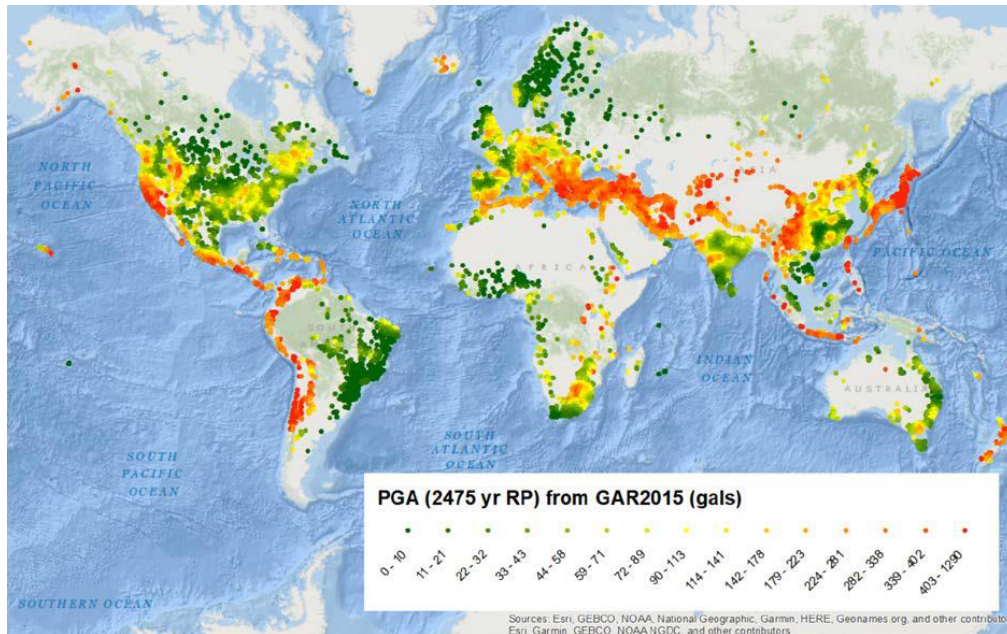 NORTH
PACIFIC
OCEAN
NORTH
ATLANTIC
OCEAN
ASIA
PACIFIC OCEAN
AFRICA
SOUTH
INDIAN
OCEAN
AUSTRALIA
SOUTH
PACIFIC
OCEAN
SOUTH
ATLANTIC
OCEAN
PGA (2475 yr RP) from GAR2015 (gals)
0 - 10
11 - 21
22 - 32
33 - 43
44 - 58
59 - 71
72 - 89
90 - 113
114 - 141
142 - 178
179 - 223
224 - 281
282 - 338
339 - 402
403 - 1290
SOUTHERN OCEAN
Sources: Esri, GEBCO, NOAA, National Geographic, Garmin, HERE, Geonames.org, and other contributo
Esri, Garmin, GEBCO, NOAA NGDC, and other contributors